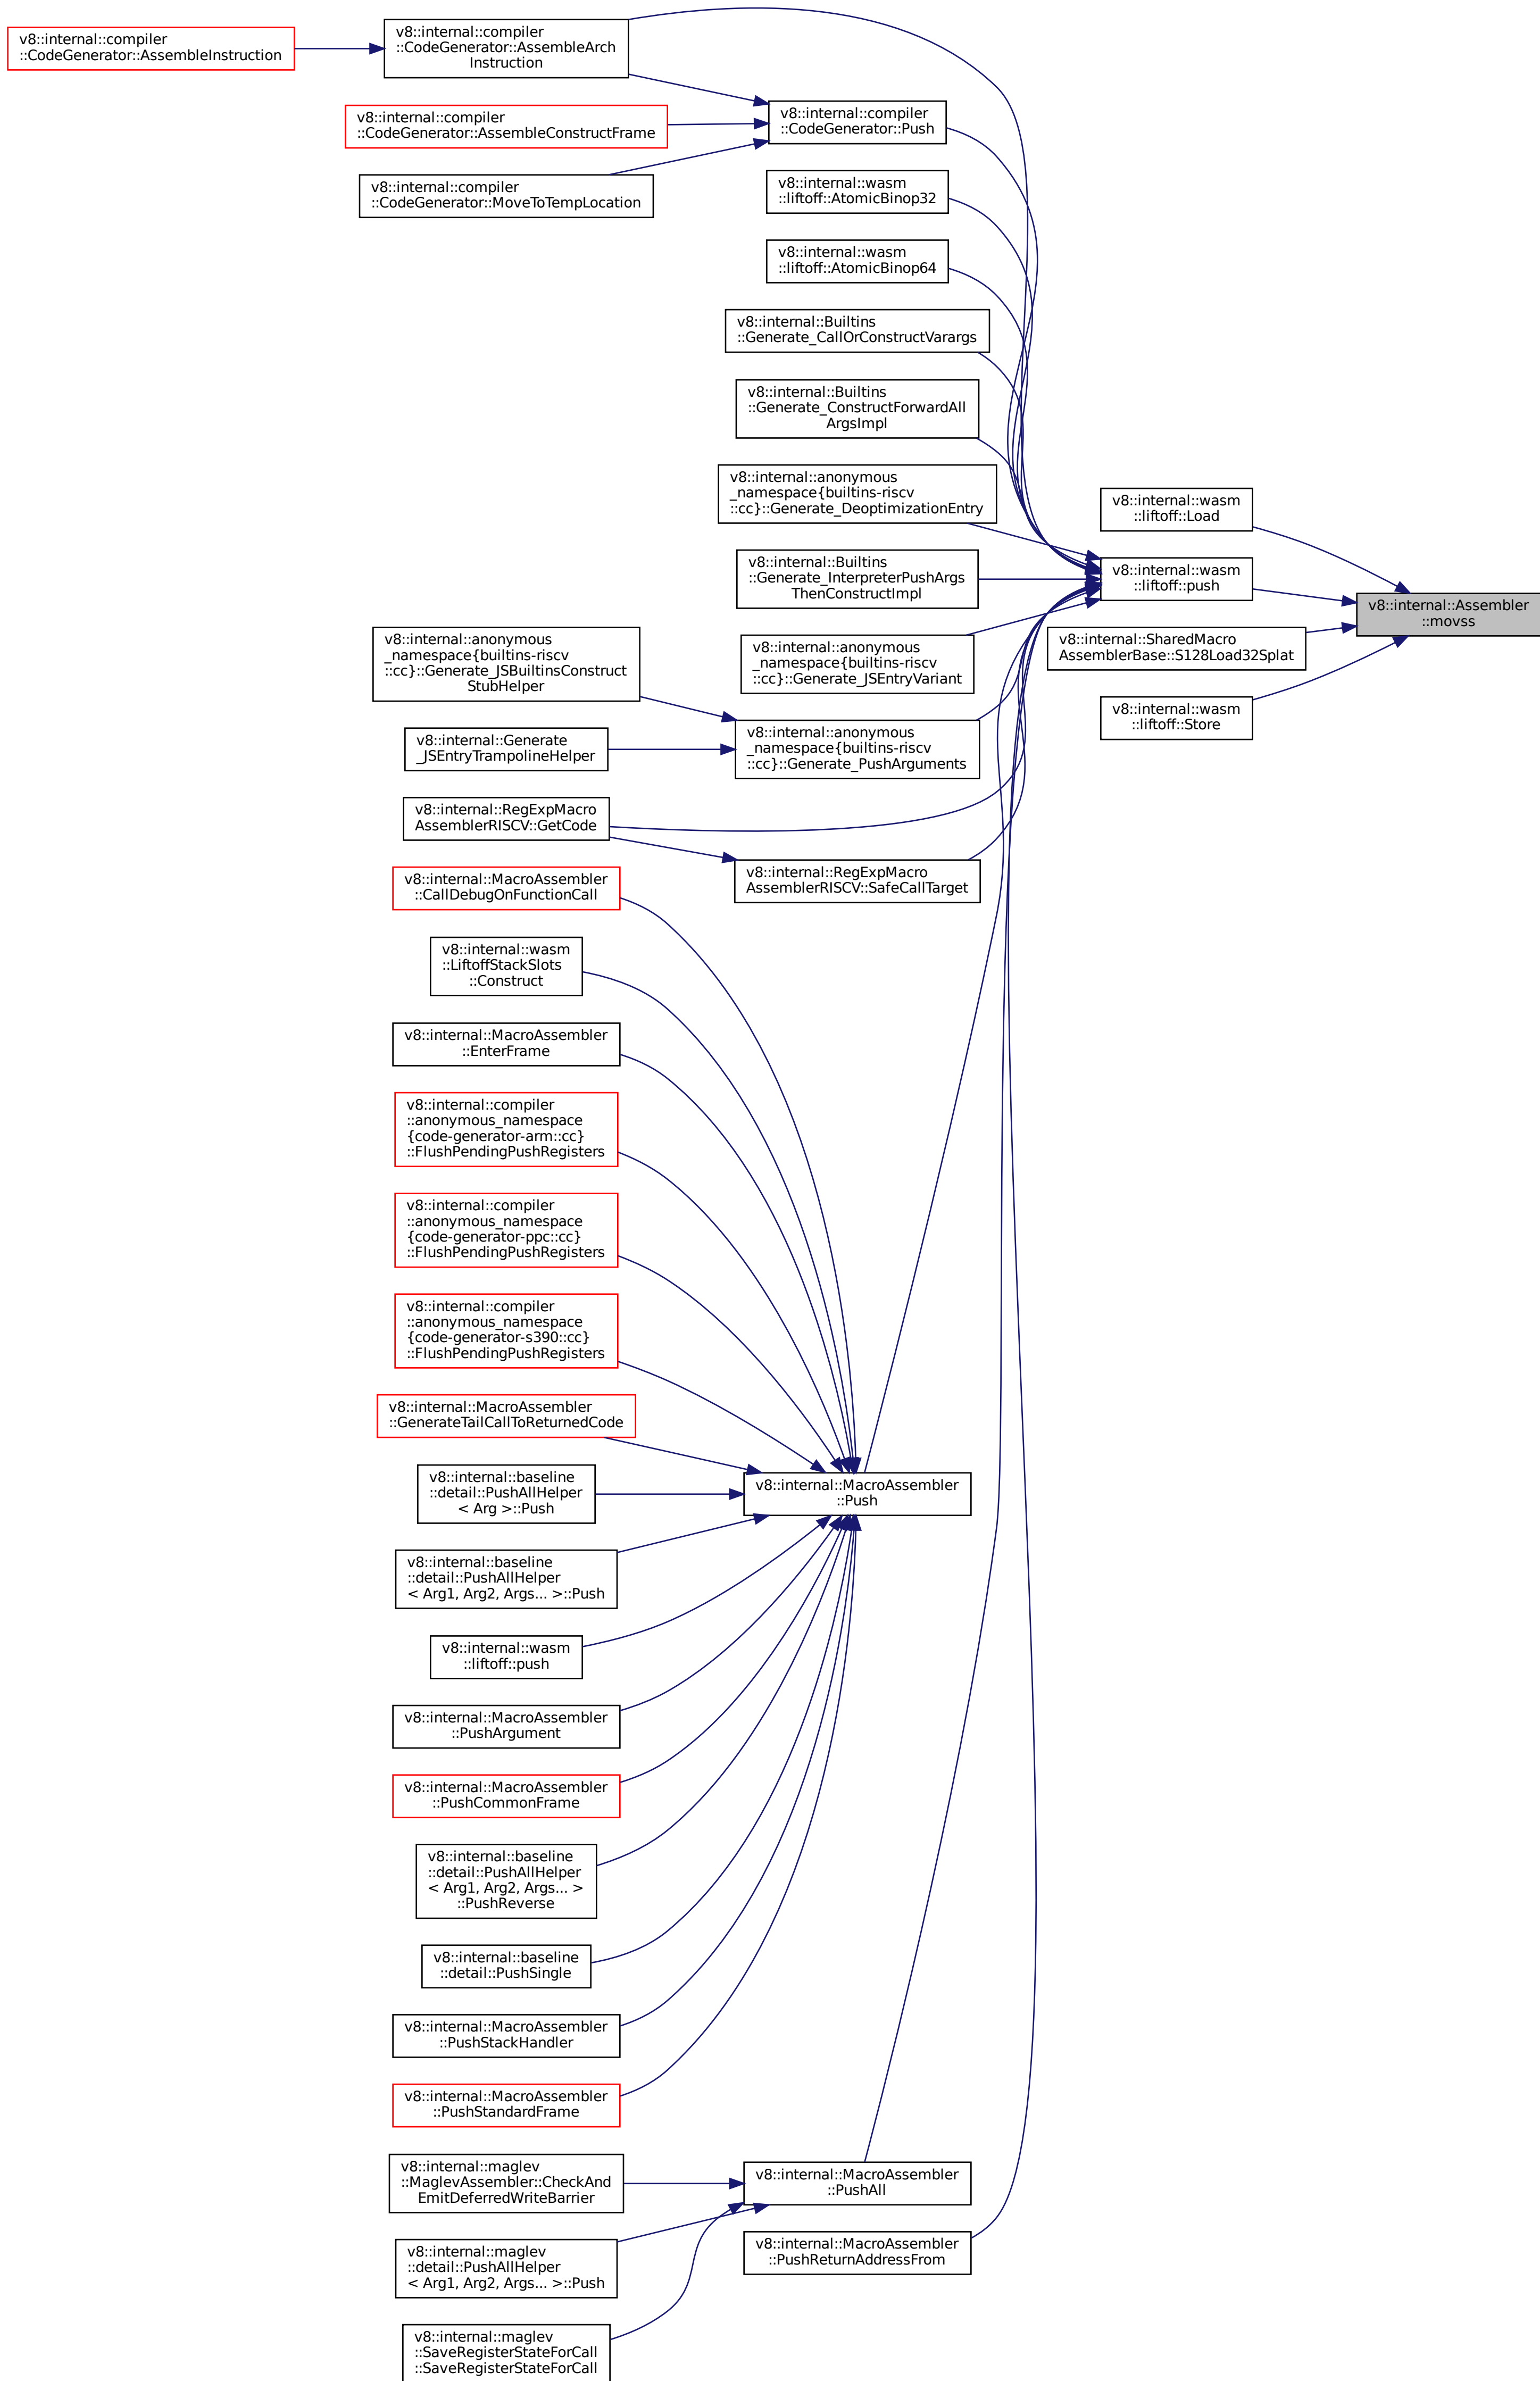 v8::internal::compiler
::CodeGenerator::AssembleInstruction
v8::internal::compiler
::CodeGenerator::AssembleArch
Instruction
v8::internal::compiler
::CodeGenerator::AssembleConstructFrame
v8::internal::compiler
::CodeGenerator::MoveToTempLocation
v8::internal::compiler
::CodeGenerator::Push
v8::internal::wasm
::liftoff::AtomicBinop32
v8::internal::wasm
::liftoff::AtomicBinop64
v8::internal::Builtins
::Generate_CallOrConstructVarargs
v8::internal::Builtins
::Generate_ConstructForwardAll
ArgsImpl
v8::internal::anonymous
_namespace{builtins-riscv
::cc}::Generate_DeoptimizationEntry
v8::internal::Builtins
::Generate_InterpreterPushArgs
ThenConstructImpl
v8::internal::anonymous
_namespace{builtins-riscv
::cc}::Generate_JSEntryVariant
v8::internal::wasm
::liftoff::Load
v8::internal::wasm
::liftoff::push
v8::internal::SharedMacro
AssemblerBase::S128Load32Splat
v8::internal::wasm
::liftoff::Store
v8::internal::Assembler
::movss
v8::internal::anonymous
_namespace{builtins-riscv
::cc}::Generate_JSBuiltinsConstruct
StubHelper
v8::internal::Generate
_JSEntryTrampolineHelper
v8::internal::anonymous
_namespace{builtins-riscv
::cc}::Generate_PushArguments
v8::internal::RegExpMacro
AssemblerRISCV::GetCode
v8::internal::RegExpMacro
AssemblerRISCV::SafeCallTarget
v8::internal::MacroAssembler
::CallDebugOnFunctionCall
v8::internal::wasm
::LiftoffStackSlots
::Construct
v8::internal::MacroAssembler
::EnterFrame
v8::internal::compiler
::anonymous_namespace
{code-generator-arm::cc}
::FlushPendingPushRegisters
v8::internal::compiler
::anonymous_namespace
{code-generator-ppc::cc}
::FlushPendingPushRegisters
v8::internal::compiler
::anonymous_namespace
{code-generator-s390::cc}
::FlushPendingPushRegisters
v8::internal::MacroAssembler
::GenerateTailCallToReturnedCode
v8::internal::baseline
::detail::PushAllHelper
< Arg >::Push
v8::internal::MacroAssembler
::Push
v8::internal::baseline
::detail::PushAllHelper
< Arg1, Arg2, Args... >::Push
v8::internal::wasm
::liftoff::push
v8::internal::MacroAssembler
::PushArgument
v8::internal::MacroAssembler
::PushCommonFrame
v8::internal::baseline
::detail::PushAllHelper
< Arg1, Arg2, Args... >
::PushReverse
v8::internal::baseline
::detail::PushSingle
v8::internal::MacroAssembler
::PushStackHandler
v8::internal::MacroAssembler
::PushStandardFrame
v8::internal::maglev
::MaglevAssembler::CheckAnd
EmitDeferredWriteBarrier
v8::internal::MacroAssembler
::PushAll
v8::internal::maglev
::detail::PushAllHelper
< Arg1, Arg2, Args... >::Push
v8::internal::MacroAssembler
::PushReturnAddressFrom
v8::internal::maglev
::SaveRegisterStateForCall
::SaveRegisterStateForCall